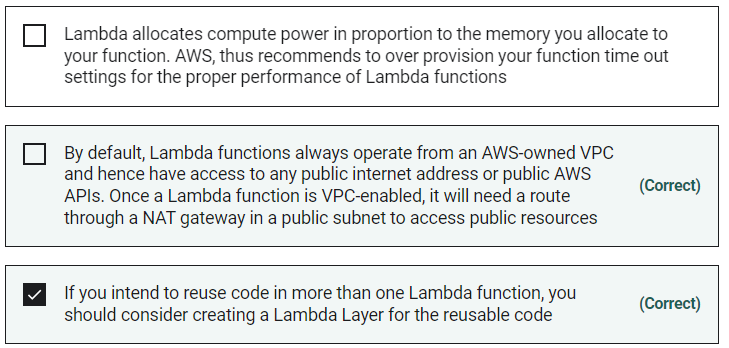 Lambda allocates compute power in proportion to the memory you allocate to
your function. AWS, thus recommends to over provision your function time out
settings for the proper performance of Lambda functions
By default, Lambda functions always operate from an AWS-owned VPC
and hence have access to any public internet address or public AWS
APIs. Once a Lambda function is VPC-enabled, it will need a route
through a NAT gateway in a public subnet to access public resources
(Correct)
If you intend to reuse code in more than one Lambda function, you
should consider creating a Lambda Layer for the reusable code
(Correct)